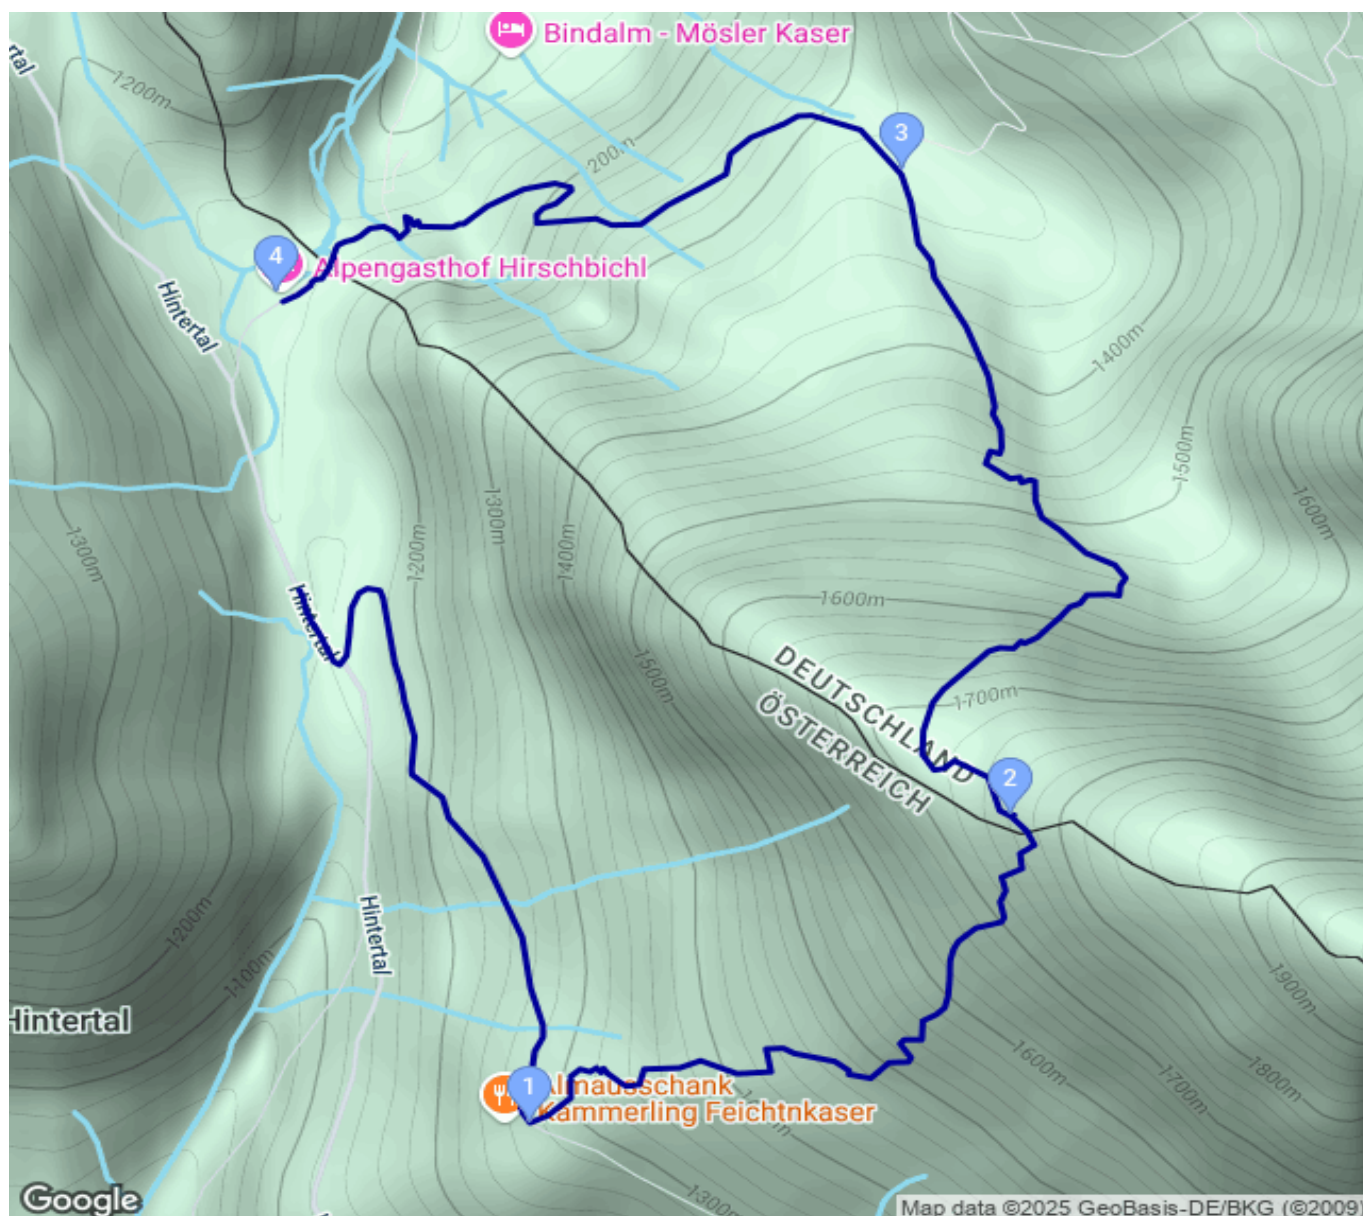 Bindalm - Mösler Kaser
1200m
3
200m
4
Alpengasthof Hirschbichl
Hintertal
1400m
1500m
1300m
1600m
1300m
1200m
1400m
1600m
Hintertal
1500m
DEUTSCHLAND
ÖSTERREICH
1700m
2
1200m
Hintertal
1100m
1900m
Hintertal
1600m
1700m
1800m
1
Almausschank
Kammerling Feichtnkaser
1300m
Google
Map data ©2025 GeoBasis-DE/BKG (©2009)